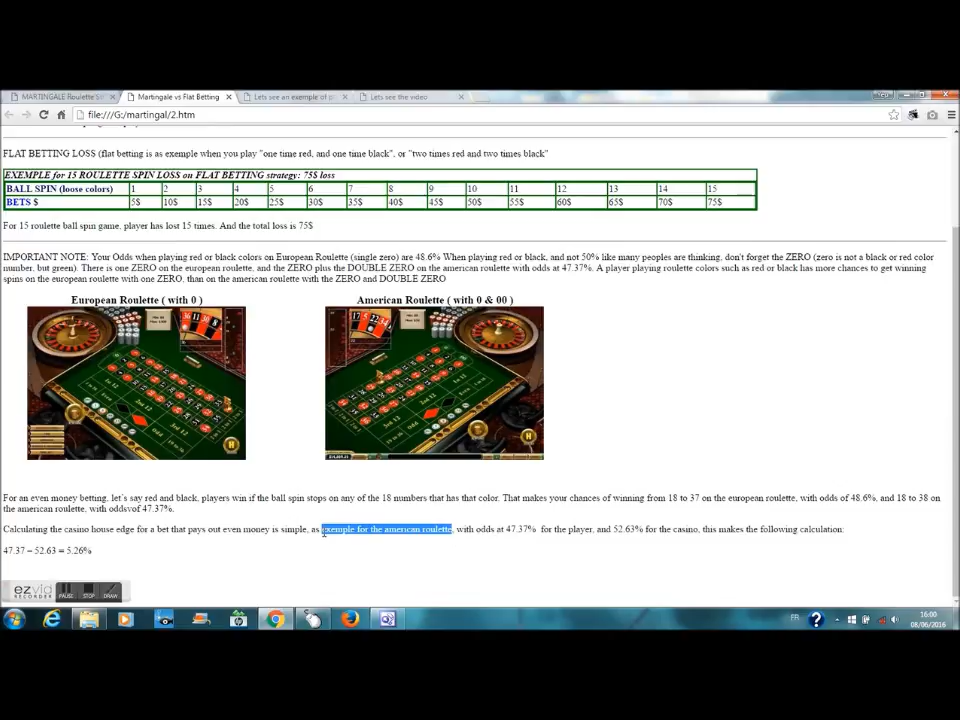 MARTINGALE Roulette S
Martingale vs Flat Betting
Lets see an exemple of p
Lets see the video
file:///G:/martingal/2.htm
FLAT BETTING LOSS (flat betting is as exemple when you play "one time red, and one time black", or "two times red and two times black"
EXEMPLE for 15 ROULETTE SPIN LOSS on FLAT BETTING strategy: 75$ loss
BALL SPIN (loose colors) 1 2 3 4 5 6 7 8 9 10 11 12 13 14 15
BETS $ 5$ 10$ 15$ 20$ 25$ 30$ 35$ 40$ 45$ 50$ 55$ 60$ 65$ 70$ 75$
For 15 roulette ball spin game, player has lost 15 times. And the total loss is 75$
IMPORTANT NOTE: Your Odds when playing red or black colors on European Roulette (single zero) are 48.6% When playing red or black, and not 50% like many peoples are thinking, don't forget the ZERO (zero is not a black or red color
number, but green). There is one ZERO on the european roulette, and the ZERO plus the DOUBLE ZERO on the american roulette with odds at 47.37%. A player playing roulette colors such as red or black has more chances to get winning
spins on the european roulette with one ZERO, than on the american roulette with the ZERO and DOUBLE ZERO
European Roulette ( with 0 )
American Roulette ( with 0 & 00 )
For an even money betting, let's say red and black, players win if the ball spin stops on any of the 18 numbers that has that color. That makes your chances of winning from 18 to 37 on the european roulette, with odds of 48.6%, and 18 to 38 on
the american roulette, with oddsvof 47.37%.
Calculating the casino house edge for a bet that pays out even money is simple, as exemple for the american roulette, with odds at 47.37% for the player, and 52.63% for the casino, this makes the following calculation:
47.37 – 52.63 = 5.26%
ezvid
RECORDER
PAUSE
STOP
DRAW
FR
16:00
08/06/2016